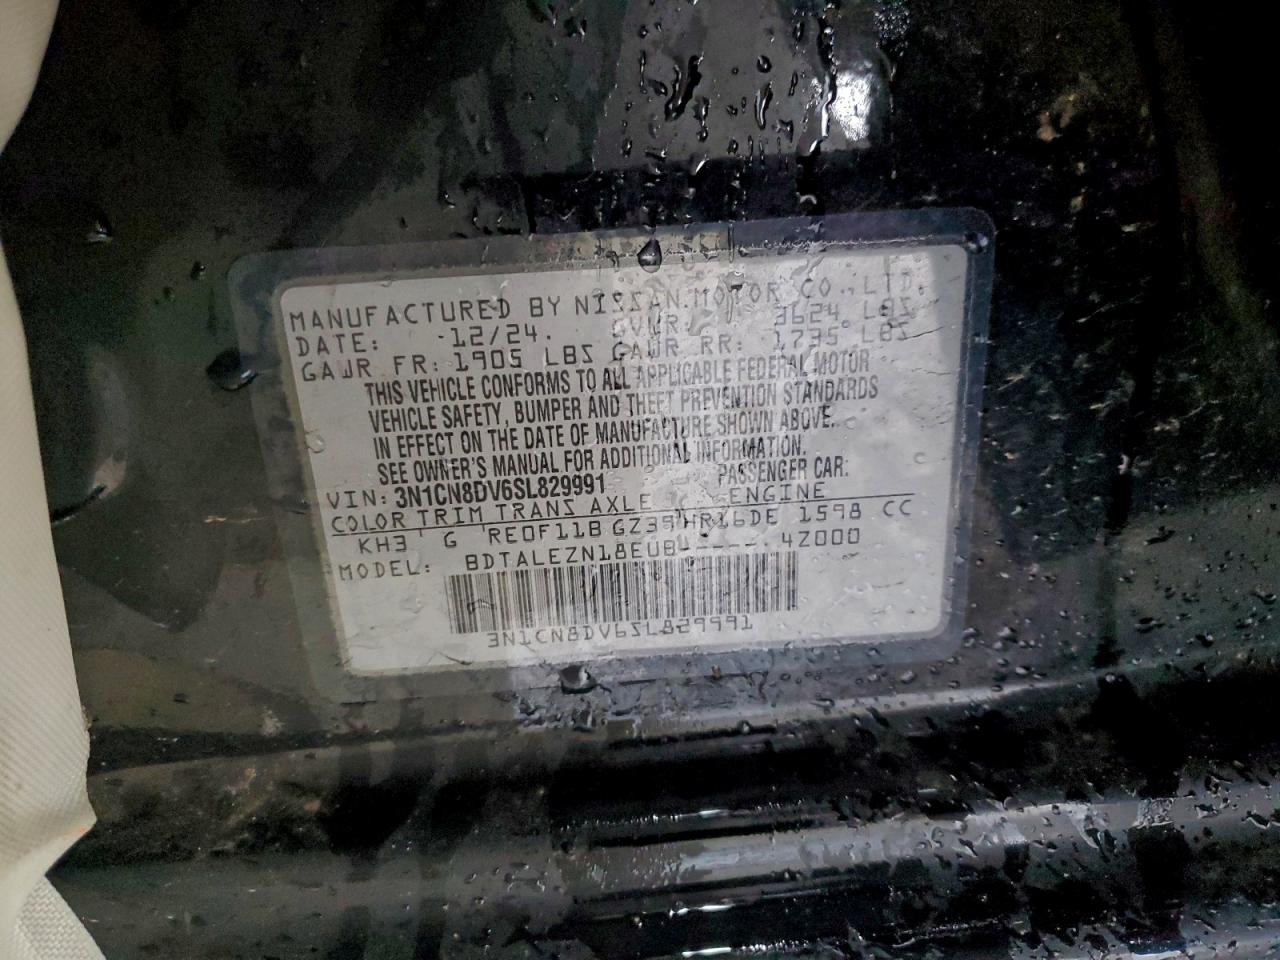 MANUFACTURED BY NISSAN MOTOR CO., LTD.
DATE: 12/24 GVWR: 3624 LBS
GAWR FR: 1905 LBS GAWR RR: 1735 LBS
THIS VEHICLE CONFORMS TO ALL APPLICABLE FEDERAL MOTOR
VEHICLE SAFETY, BUMPER AND THEFT PREVENTION STANDARDS
IN EFFECT ON THE DATE OF MANUFACTURE SHOWN ABOVE.
SEE OWNER'S MANUAL FOR ADDITIONAL INFORMATION.
VIN: 3N1CN8DV6SL829991 PASSENGER CAR:
COLOR TRIM TRANS AXLE ENGINE
KH3 G RE0F11B GZ39 HR16DE 1598 CC
MODEL: BDTALEZN18EUB----- 4Z000
3N1CN8DV6SL829991